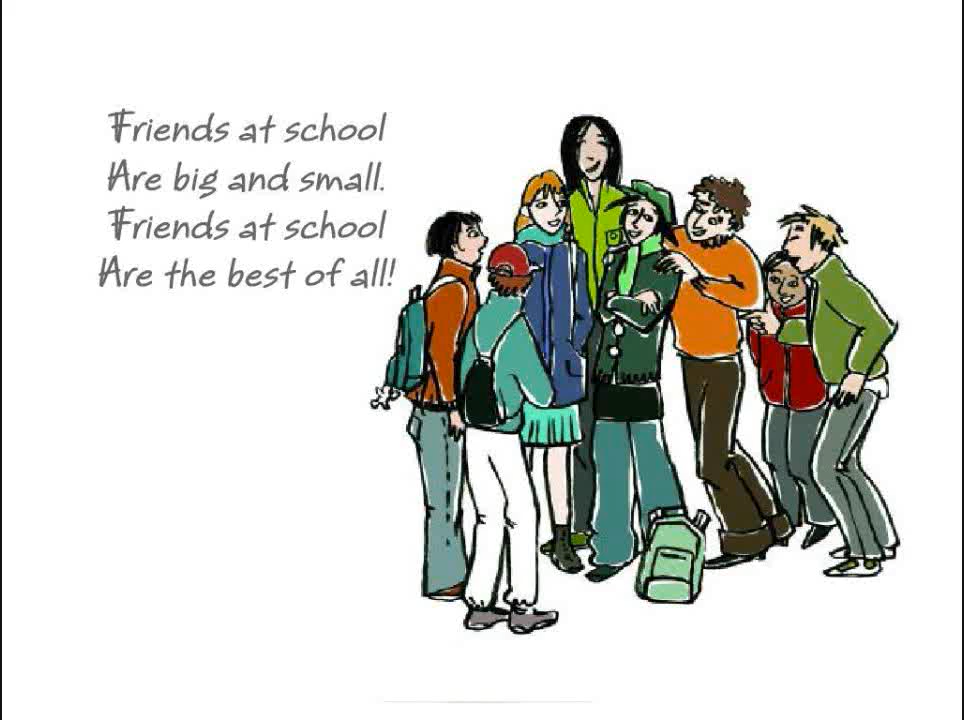 Friends at school
Are big and small.
Friends at school
Are the best of all!